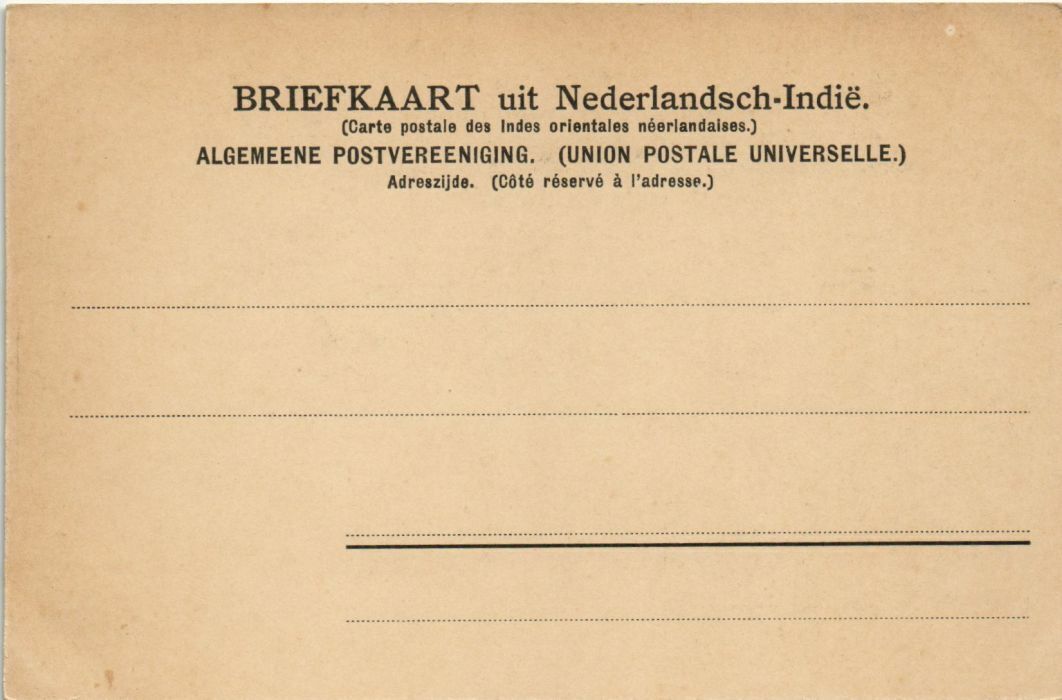 BRIEFKAART uit Nederlandsch-Indië.
(Carte postale des Indes orientales néerlandaises.)
ALGEMEENE POSTVEREENIGING. (UNION POSTALE UNIVERSELLE.)
Adreszijde. (Côté réservé à l'adresse.)